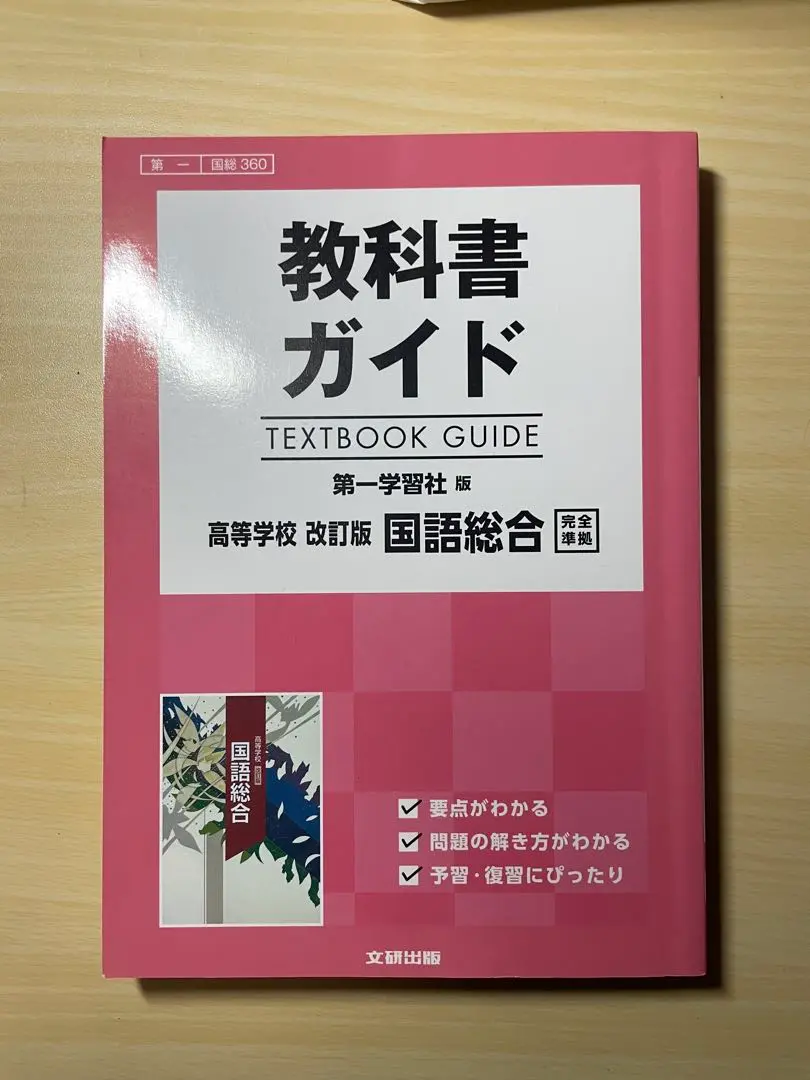 第一 国総 360
教科書
ガイド
TEXTBOOK GUIDE
第一学習社 版
高等学校 改訂版 国語総合 完全準拠
高等学校 改訂版
国語総合
要点がわかる
問題の解き方がわかる
予習・復習にぴったり
文研出版